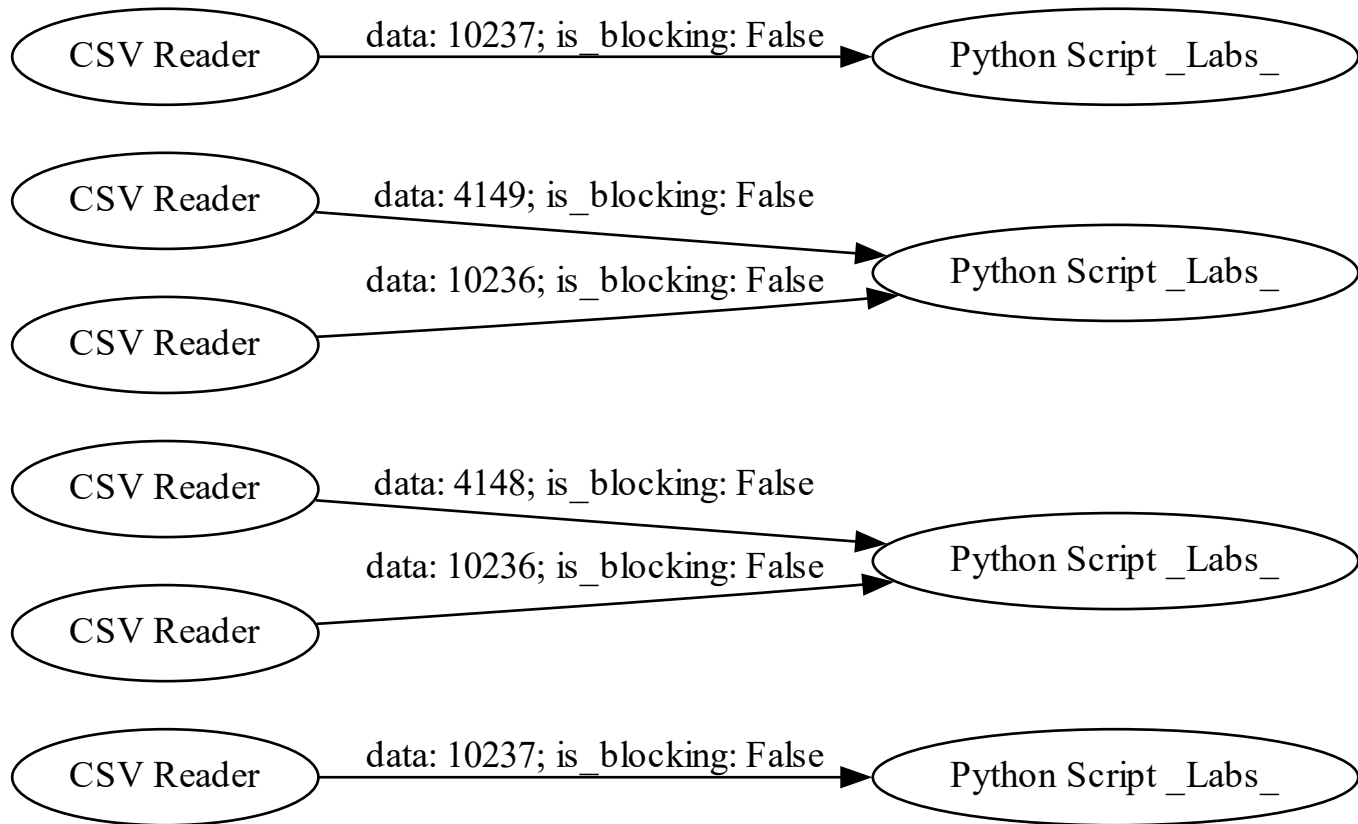 CSV Reader
data: 10237; is_blocking: False
Python Script _Labs_
CSV Reader
data: 4149; is_blocking: False
Python Script _Labs_
data: 10236; is_blocking: False
CSV Reader
CSV Reader
data: 4148; is_blocking: False
Python Script _Labs_
data: 10236; is_blocking: False
CSV Reader
CSV Reader
data: 10237; is_blocking: False
Python Script _Labs_